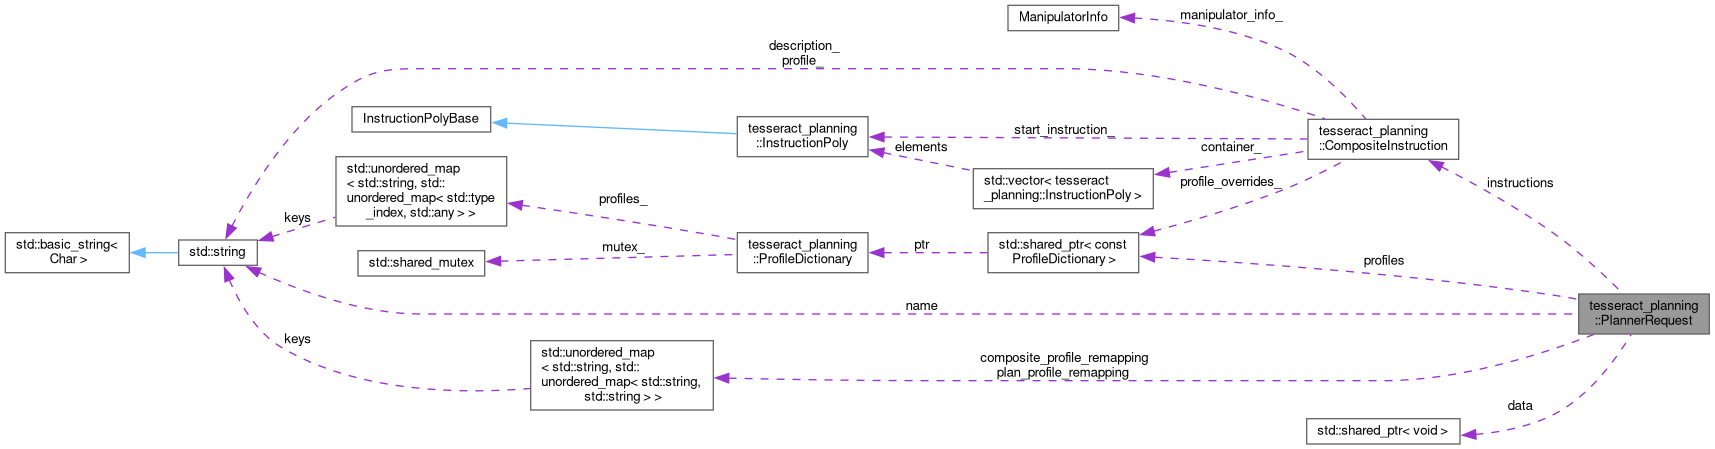 ManipulatorInfo
manipulator_info_
description_
profile_
InstructionPolyBase
tesseract_planning
::InstructionPoly
start_instruction_
tesseract_planning
::CompositeInstruction
elements
container_
std::unordered_map
< std::string, std::
unordered_map< std::type
_index, std::any > >
std::vector< tesseract
_planning::InstructionPoly >
profile_overrides_
instructions
profiles_
keys
std::basic_string<
Char >
std::string
mutex_
std::shared_mutex
tesseract_planning
::ProfileDictionary
ptr
std::shared_ptr< const
ProfileDictionary >
profiles
name
tesseract_planning
::PlannerRequest
keys
std::unordered_map
< std::string, std::
unordered_map< std::string,
std::string > >
composite_profile_remapping
plan_profile_remapping
data
std::shared_ptr< void >